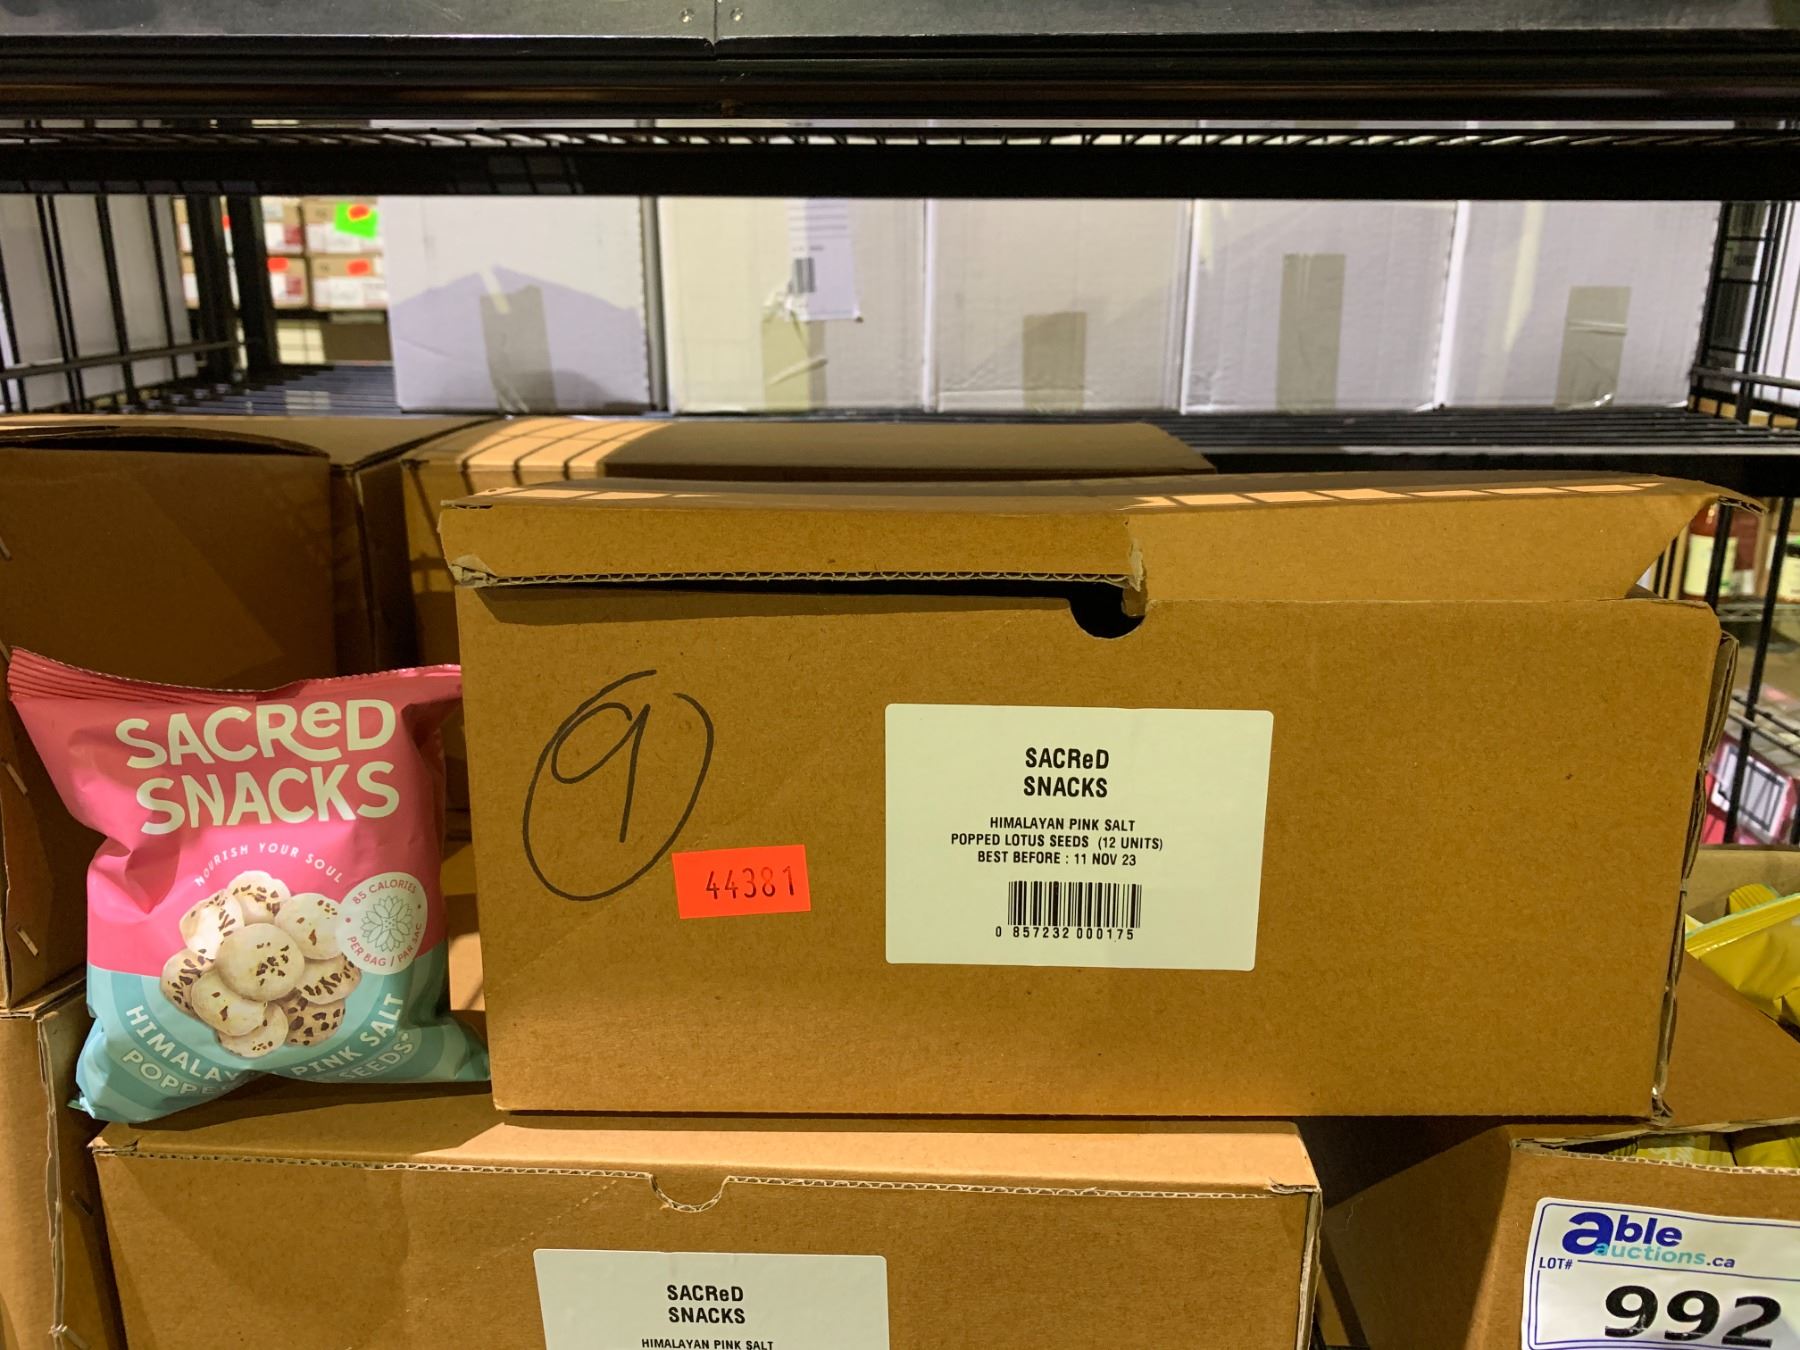 SACReD
SNACKS
NOURISH YOUR SOUL
85 CALORIES
PER BAG / PAR SAC
HIMALA PINK SALT
POPPE SEEDS
9
44381
SACReD
SNACKS
HIMALAYAN PINK SALT
POPPED LOTUS SEEDS (12 UNITS)
BEST BEFORE : 11 NOV 23
0 857232 000175
SACReD
SNACKS
HIMALAYAN PINK SALT
able
auctions.ca
LOT#
992